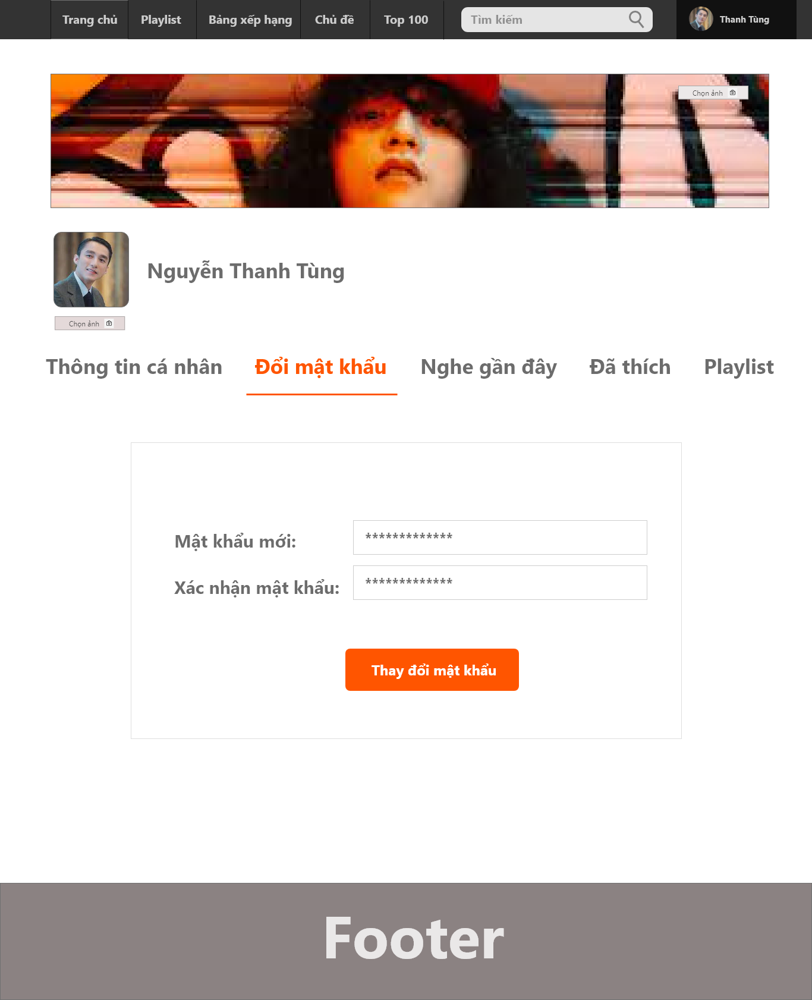 Trang chủ Playlist Bảng xếp hạng Chủ đề Top 100 Tìm kiếm Thanh Tùng
Chọn ảnh
Nguyễn Thanh Tùng
Chọn ảnh
Thông tin cá nhân Đổi mật khẩu Nghe gần đây Đã thích Playlist
Mật khẩu mới: *************
Xác nhận mật khẩu: *************
Thay đổi mật khẩu
Footer